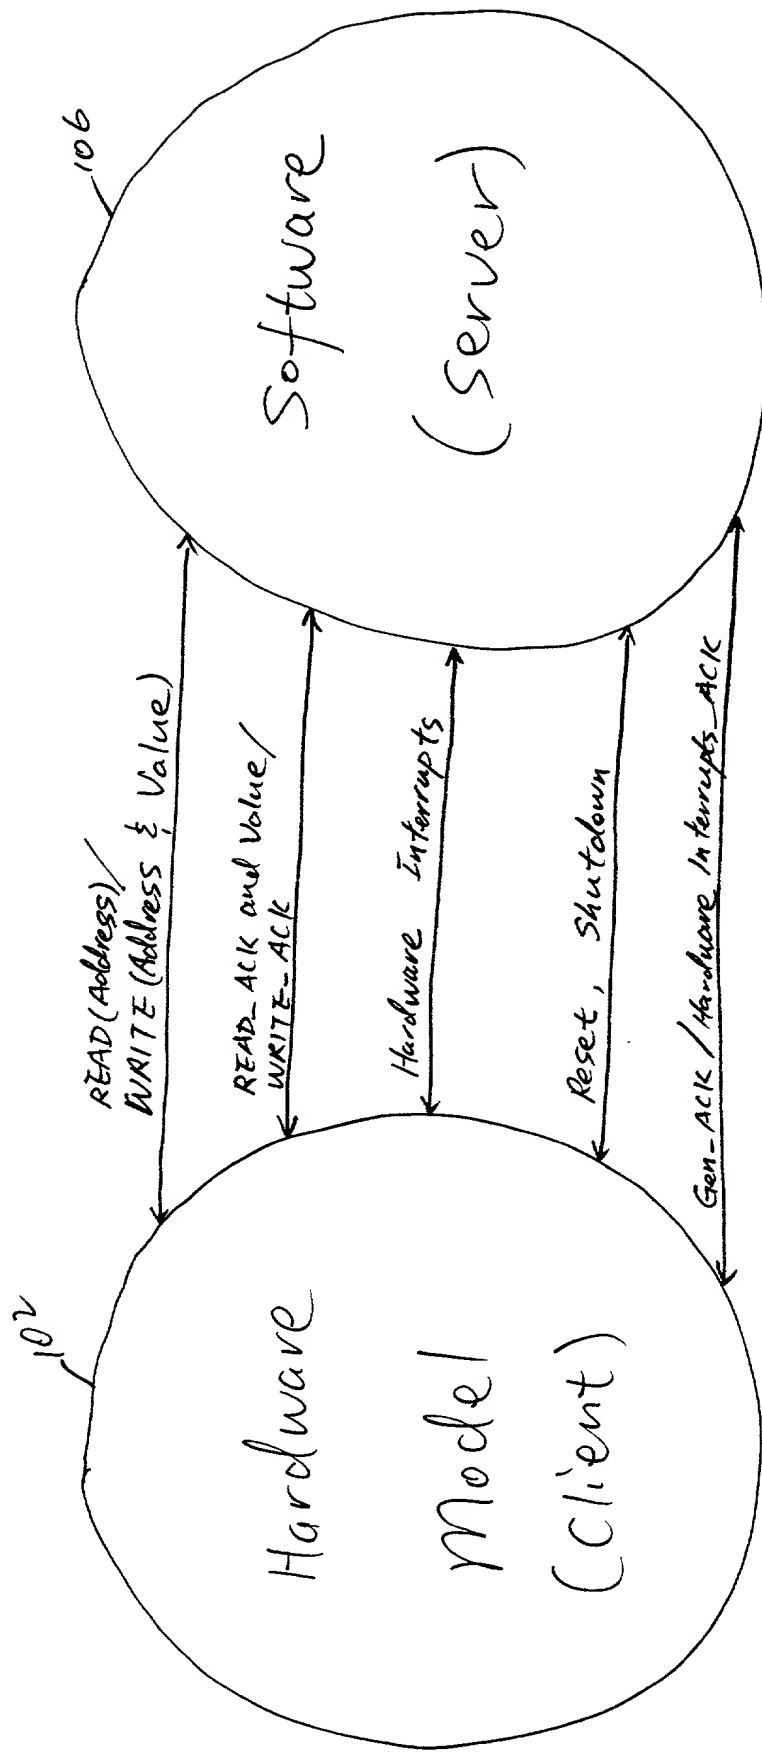 102
Hardware
Model
(Client)
READ(Address)/
WRITE(Address & Value)
READ_ACK and Value/
WRITE_ACK
Hardware Interrupts
Reset, Shutdown
Gen_ACK/Hardware Interrupts_ACK
106
Software
(Server)